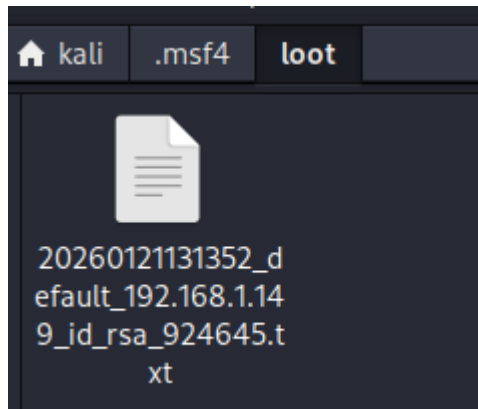 kali .msf4 loot
20260121131352_d
efault_192.168.1.14
9_id_rsa_924645.t
xt